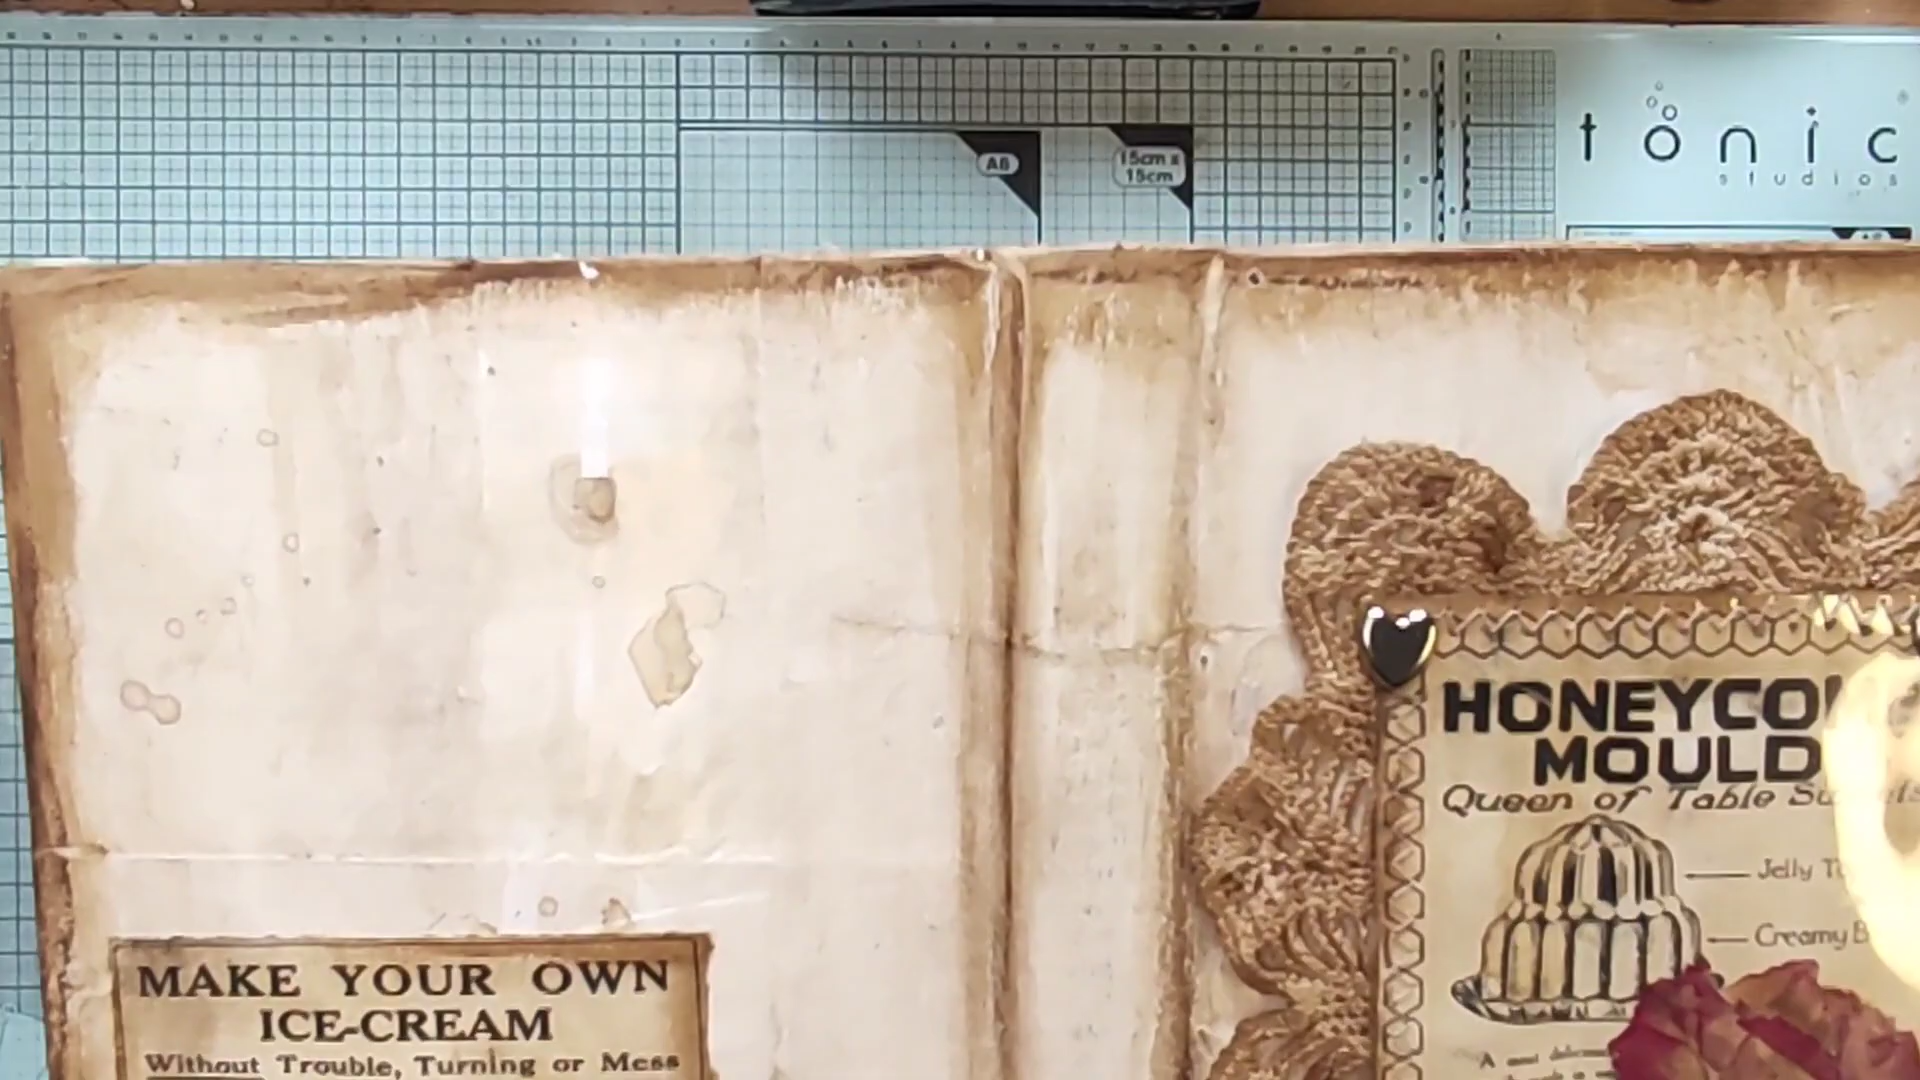 A6
15cm x
15cm
tonic
studios
HONEYCO
MOULD
Queen of Table
Jelly
Creamy
MAKE YOUR OWN
ICE-CREAM
Without Trouble, Turning or Mess